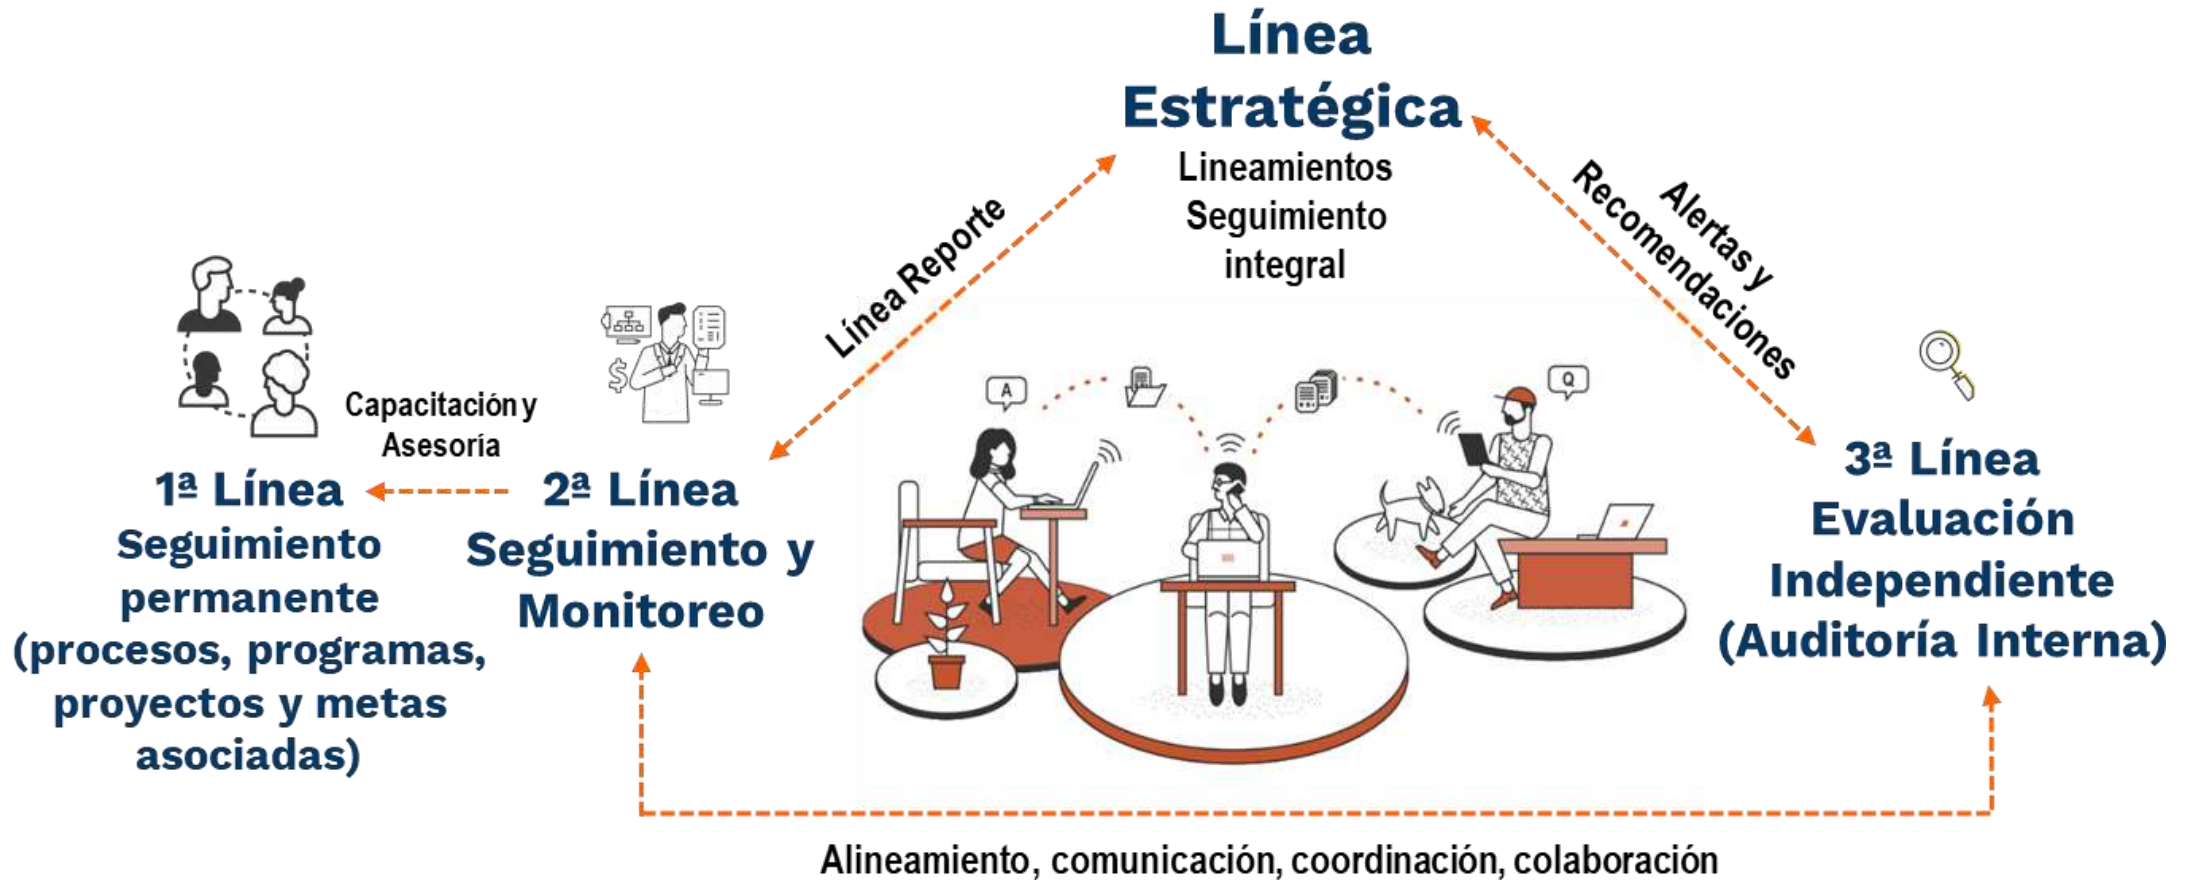 Línea
Estratégica
Lineamientos
Seguimiento
integral
Línea Reporte
Alertas y
Recomendaciones
Capacitación y
Asesoría
1ª Línea
Seguimiento
permanente
(procesos, programas,
proyectos y metas
asociadas)
2ª Línea
Seguimiento y
Monitoreo
$
A
Q
3ª Línea
Evaluación
Independiente
(Auditoría Interna)
Alineamiento, comunicación, coordinación, colaboración